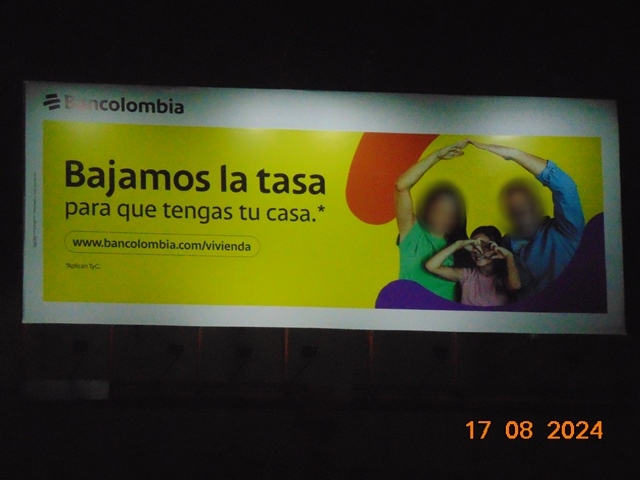 Bancolombia
Bajamos la tasa
para que tengas tu casa.*
www.bancolombia.com/vivienda
*Aplican TyC.
17 08 2024